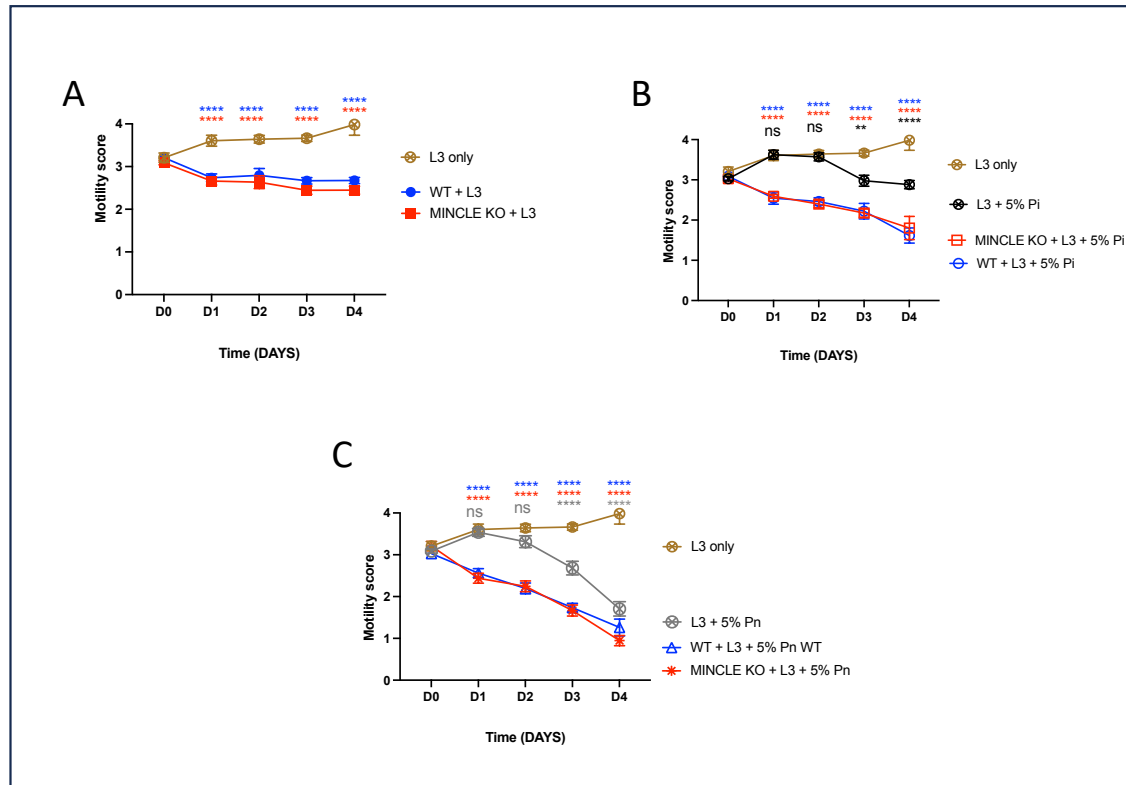 A
****
****
****
****
****
****
****
****
4
3
2
1
0
Motility score
D0 D1 D2 D3 D4
Time (DAYS)
L3 only
WT + L3
MINCLE KO + L3
B
****
****
ns
****
****
ns
****
****
**
****
****
****
4
3
2
1
0
Motility score
D0 D1 D2 D3 D4
Time (DAYS)
L3 only
L3 + 5% Pi
MINCLE KO + L3 + 5% Pi
WT + L3 + 5% Pi
C
****
****
ns
****
****
ns
****
****
****
****
****
****
4
3
2
1
0
Motility score
D0 D1 D2 D3 D4
Time (DAYS)
L3 only
L3 + 5% Pn
WT + L3 + 5% Pn WT
MINCLE KO + L3 + 5% Pn